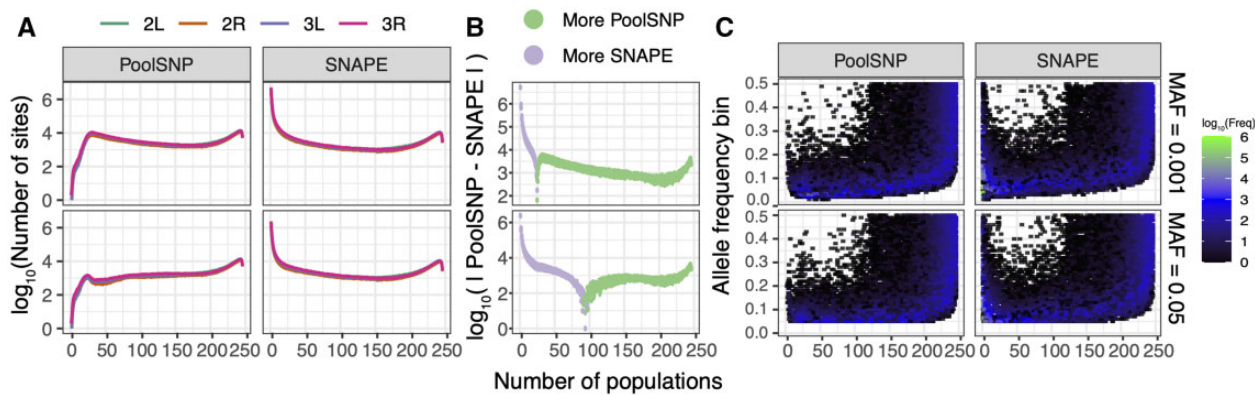 A
2L 2R 3L 3R
PoolSNP
SNAPE
6
4
2
0
6
4
2
0
log10(Number of sites)
0 50 100 150 200 250
0 50 100 150 200 250
B
More PoolSNP
More SNAPE
log10( | PoolSNP - SNAPE | )
6
5
4
3
2
6
4
2
0
0 50 100 150 200 250
Number of populations
C
PoolSNP
SNAPE
Allele frequency bin
0.5
0.4
0.3
0.2
0.1
0.0
0.5
0.4
0.3
0.2
0.1
0.0
0 50 100 150 200 250
0 50 100 150 200 250
MAF = 0.001
MAF = 0.05
log10(Freq)
6
5
4
3
2
1
0